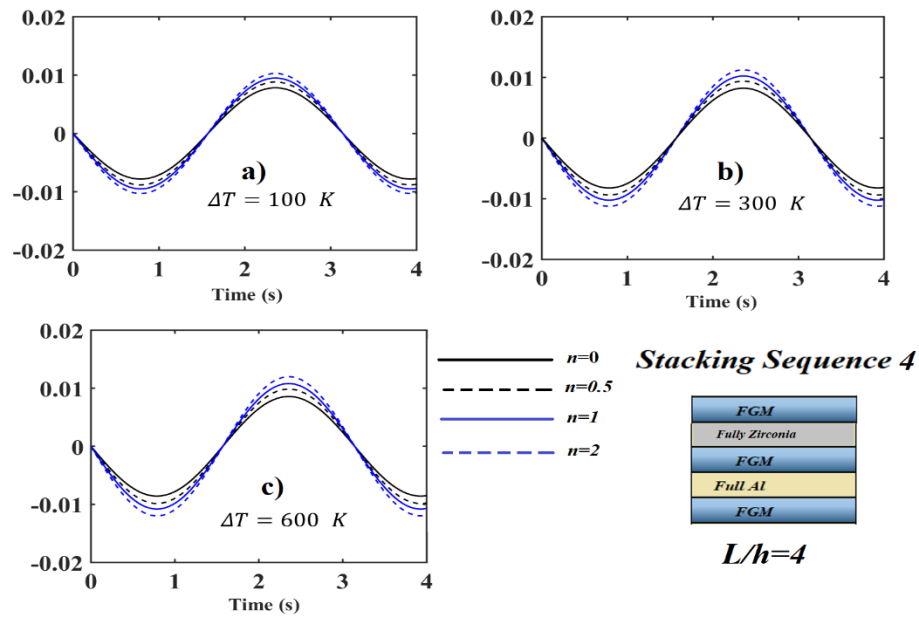 0.02
0.01
0
-0.01
-0.02
a)
ΔT = 100 K
0 1 2 3 4
Time (s)
0.02
0.01
0
-0.01
-0.02
b)
ΔT = 300 K
0 1 2 3 4
Time (s)
0.02
0.01
0
-0.01
-0.02
c)
ΔT = 600 K
0 1 2 3 4
Time (s)
n=0
n=0.5
n=1
n=2
Stacking Sequence 4
FGM
Fully Zirconia
FGM
Full Al
FGM
L/h=4